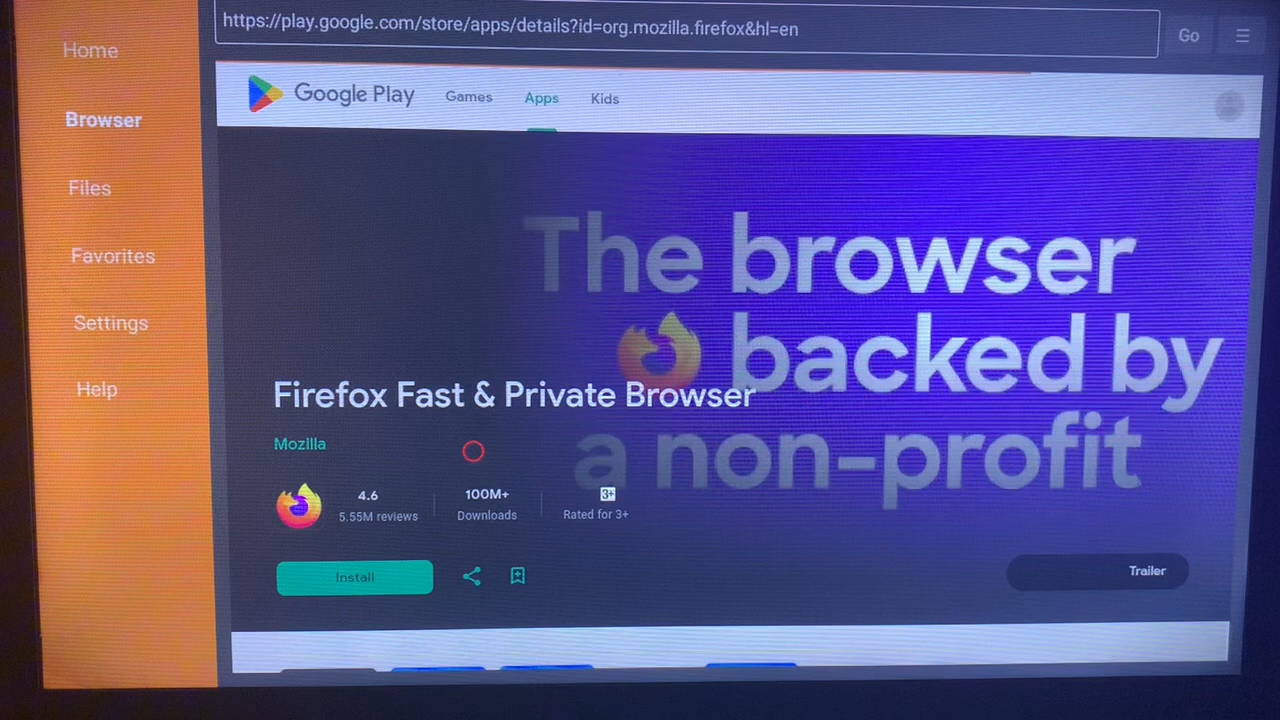 https://play.google.com/store/apps/details?id=org.mozilla.firefox&hl=en
Go
Home
Browser
Files
Favorites
Settings
Help
Google Play
Games
Apps
Kids
The browser
backed by
a non-profit
Firefox Fast & Private Browser
Mozilla
4.6
5.55M reviews
100M+
Downloads
3+
Rated for 3+
Install
Trailer